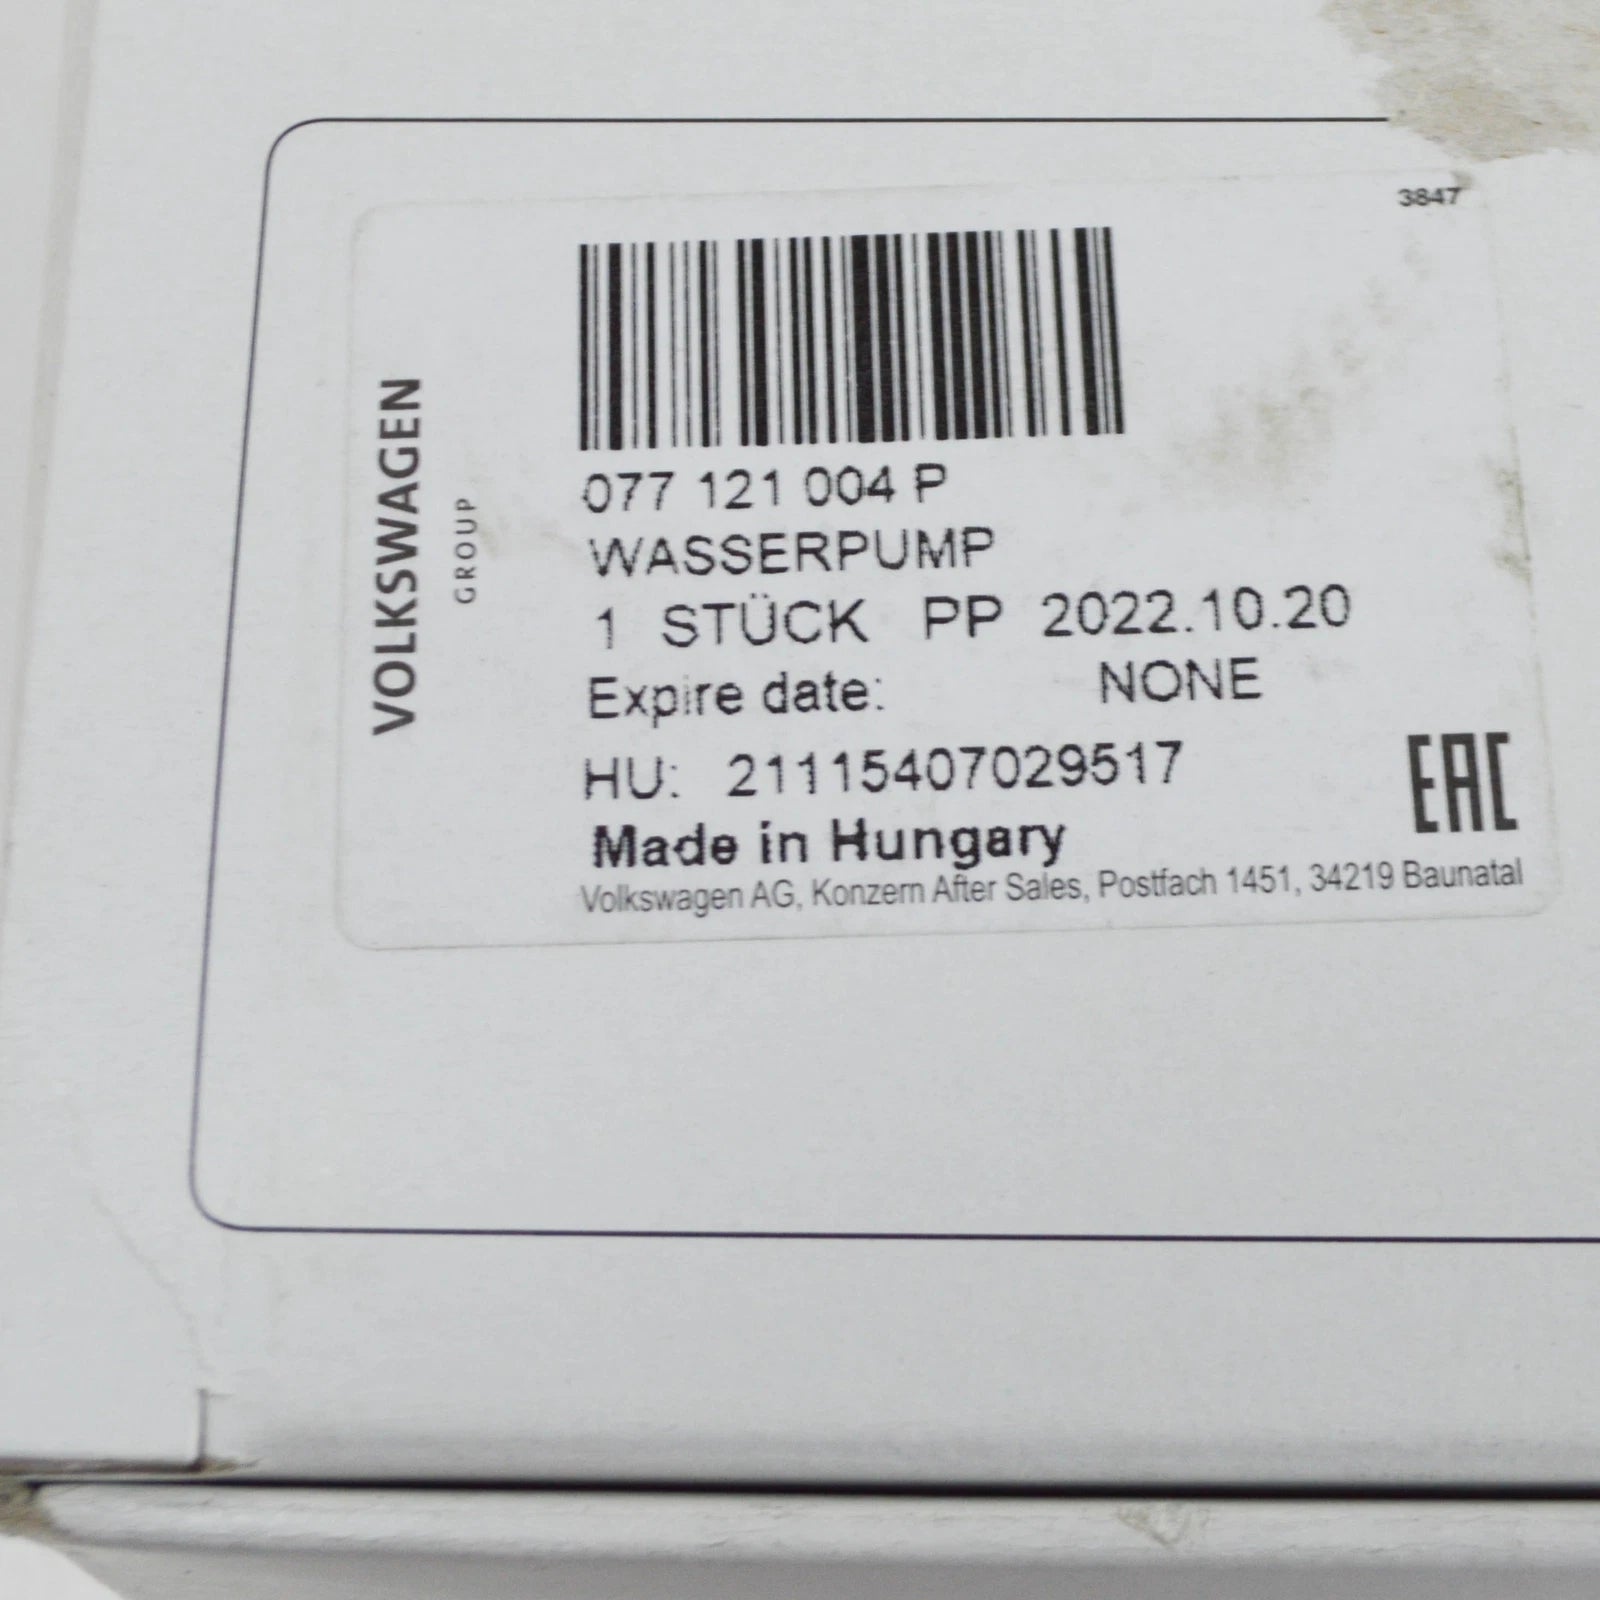 3847
VOLKSWAGEN
GROUP
077 121 004 P
WASSERPUMP
1 STÜCK PP 2022.10.20
Expire date: NONE
HU: 21115407029517
Made in Hungary
EAC
Volkswagen AG, Konzern After Sales, Postfach 1451, 34219 Baunatal